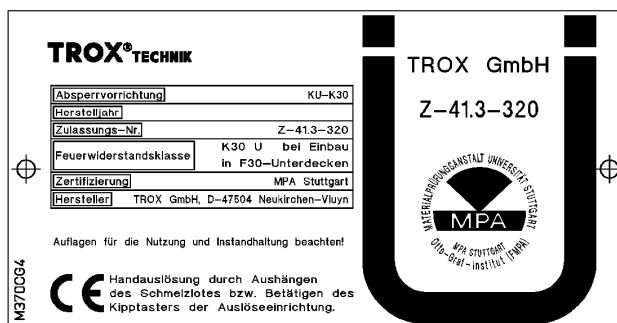 TROX® TECHNIK
Absperrvorrichtung KU-K30
Herstelljahr
Zulassungs-Nr. Z-41.3-320
Feuerwiderstandsklasse K30 U bei Einbau
in F30-Unterdecken
Zertifizierung MPA Stuttgart
Hersteller TROX GmbH, D-47504 Neukirchen-Vluyn
Auflagen für die Nutzung und Instandhaltung beachten!
CE
Handauslösung durch Aushängen
des Schmelzlotes bzw. Betätigen des
Kipptasters der Auslöseeinrichtung.
M370CG4
TROX GmbH
Z-41.3-320
MATERIALPRÜFUNGSANSTALT UNIVERSITÄT STUTTGART
MPA
MPA STUTTGART
Otto-Graf-Institut (FMPA)